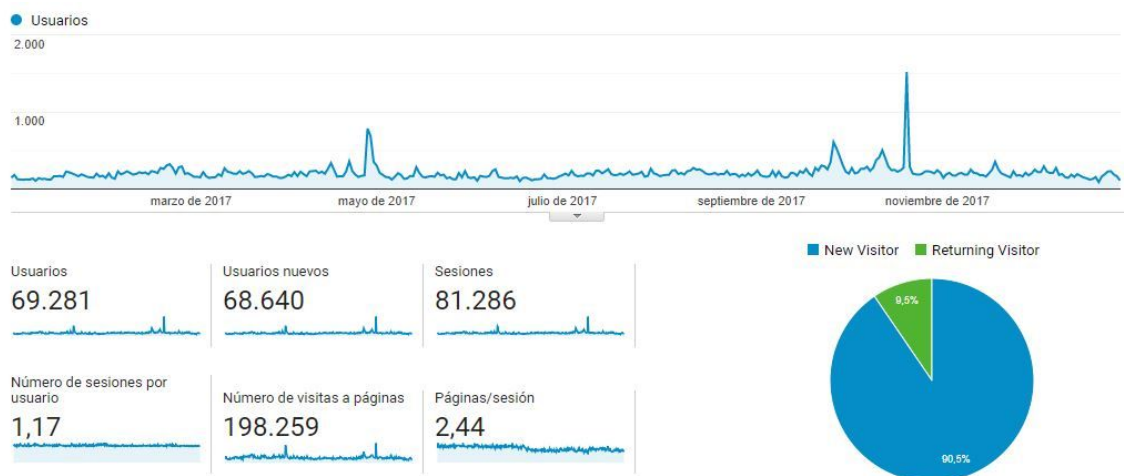 Usuarios
2.000
1.000
marzo de 2017
mayo de 2017
julio de 2017
septiembre de 2017
noviembre de 2017
New Visitor
Returning Visitor
Usuarios
69.281
Usuarios nuevos
68.640
Sesiones
81.286
Número de sesiones por
usuario
1,17
Número de visitas a páginas
198.259
Páginas/sesión
2,44
9,5%
90,5%